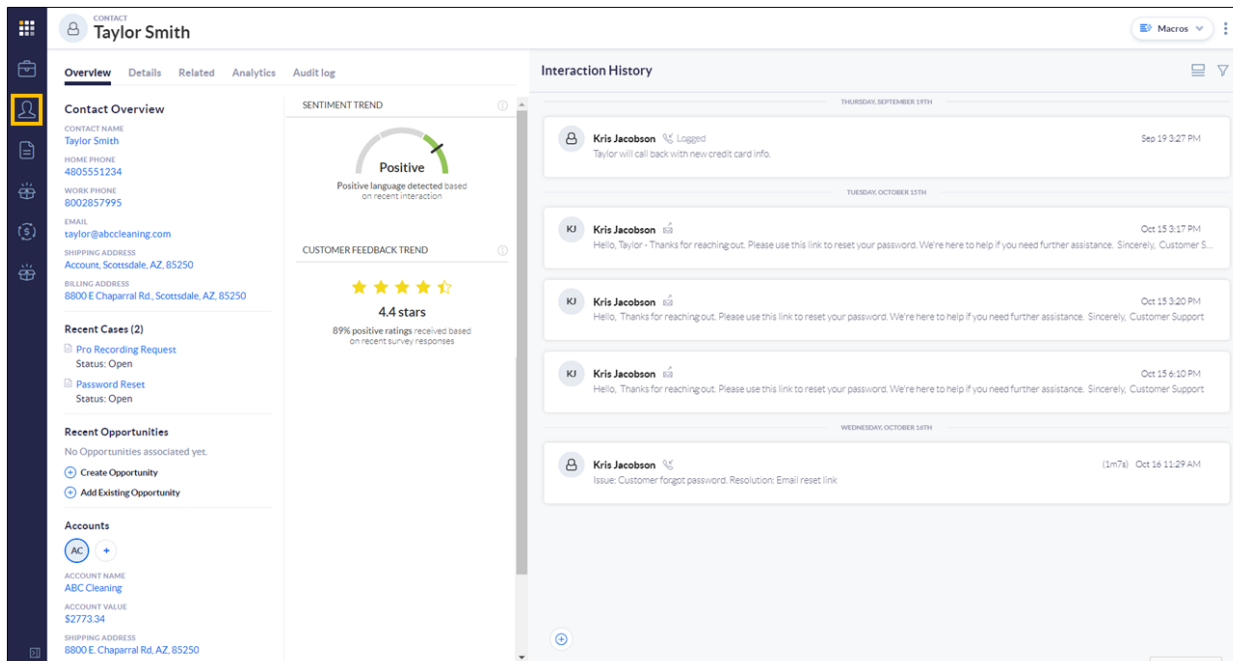 CONTACT
Taylor Smith
Macros
Overview Details Related Analytics Audit log
Contact Overview
CONTACT NAME
Taylor Smith
HOME PHONE
4805551234
WORK PHONE
8002857995
EMAIL
taylor@abccleaning.com
SHIPPING ADDRESS
Account, Scottsdale, AZ, 85250
BILLING ADDRESS
8800 E Chaparral Rd., Scottsdale, AZ, 85250
Recent Cases (2)
Pro Recording Request
Status: Open
Password Reset
Status: Open
Recent Opportunities
No Opportunities associated yet.
Create Opportunity
Add Existing Opportunity
Accounts
AC
ACCOUNT NAME
ABC Cleaning
ACCOUNT VALUE
$2773.34
SHIPPING ADDRESS
8800 E. Chaparral Rd, AZ, 85250
SENTIMENT TREND
Positive
Positive language detected based
on recent interaction
CUSTOMER FEEDBACK TREND
4.4 stars
89% positive ratings received based
on recent survey responses
Interaction History
THURSDAY, SEPTEMBER 19TH
Kris Jacobson Logged Sep 19 3:27 PM
Taylor will call back with new credit card info.
TUESDAY, OCTOBER 15TH
KJ Kris Jacobson Oct 15 3:17 PM
Hello, Taylor - Thanks for reaching out. Please use this link to reset your password. We're here to help if you need further assistance. Sincerely, Customer S...
KJ Kris Jacobson Oct 15 3:20 PM
Hello, Thanks for reaching out. Please use this link to reset your password. We're here to help if you need further assistance. Sincerely, Customer Support
KJ Kris Jacobson Oct 15 6:10 PM
Hello, Thanks for reaching out. Please use this link to reset your password. We're here to help if you need further assistance. Sincerely, Customer Support
WEDNESDAY, OCTOBER 16TH
Kris Jacobson (1m7s) Oct 16 11:29 AM
Issue: Customer forgot password. Resolution: Email reset link